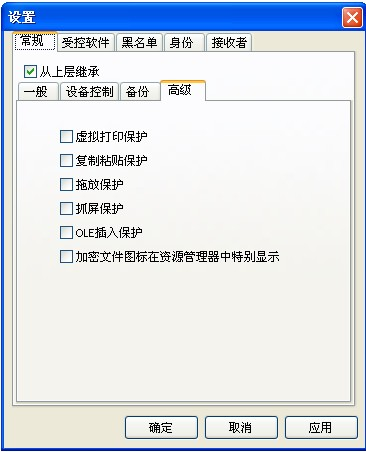 设置
常规 受控软件 黑名单 身份 接收者
从上层继承
一般 设备控制 备份 高级
虚拟打印保护
复制粘贴保护
拖放保护
抓屏保护
OLE插入保护
加密文件图标在资源管理器中特别显示
确定 取消 应用